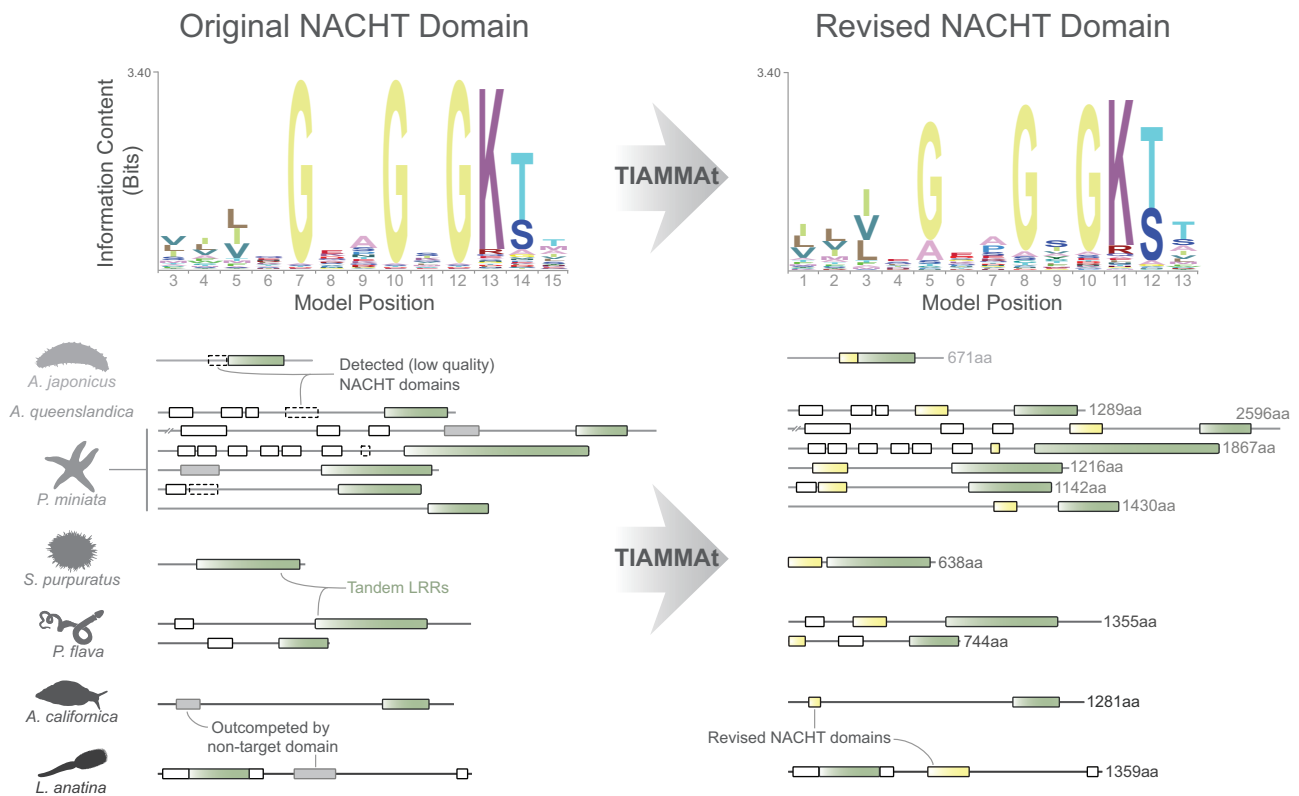 Original NACHT Domain
Revised NACHT Domain
3.40
Information Content
(Bits)
3 4 5 6 7 8 9 10 11 12 13 14 15
Model Position
TIAMMAt
3.40
1 2 3 4 5 6 7 8 9 10 11 12 13
Model Position
A. japonicus
Detected (low quality)
NACHT domains
671aa
A. queenslandica
1289aa
2596aa
1867aa
1216aa
P. miniata
1142aa
1430aa
TIAMMAt
S. purpuratus
638aa
Tandem LRRs
P. flava
1355aa
744aa
A. californica
1281aa
Outcompeted by
non-target domain
Revised NACHT domains
L. anatina
1359aa